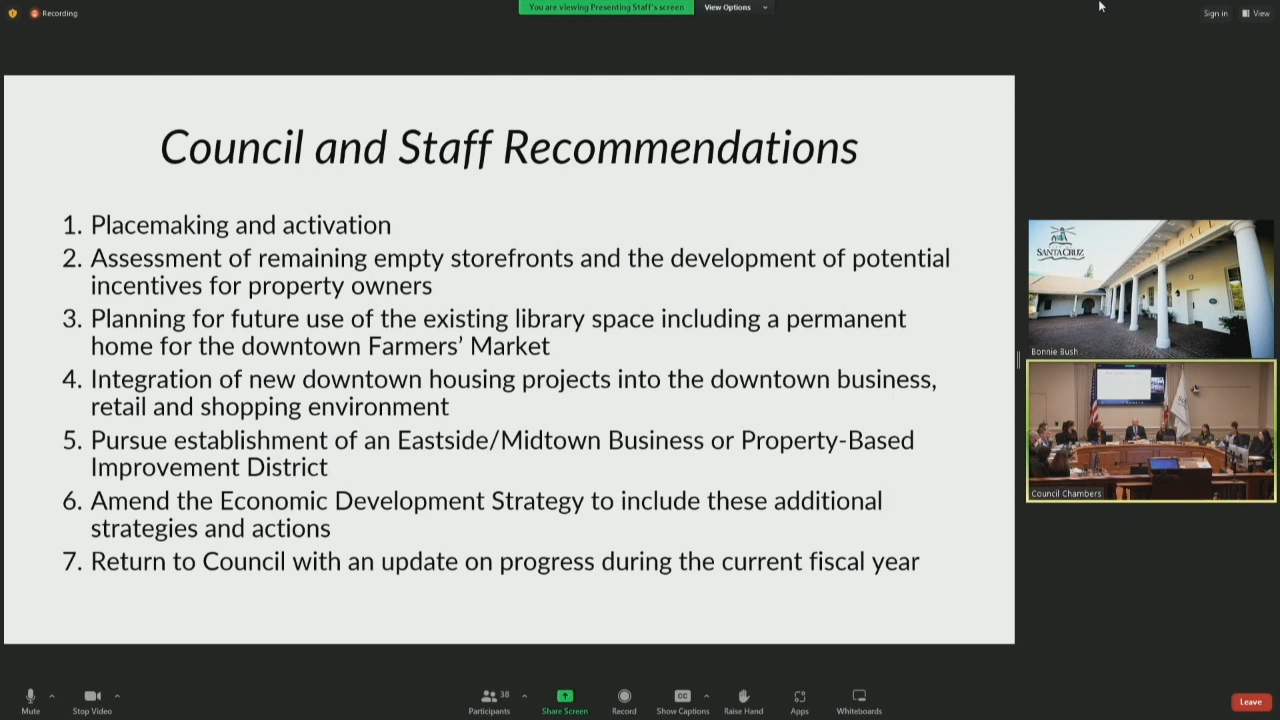 Recording
You are viewing Presenting Staff's screen
View Options
Sign in
View
Council and Staff Recommendations
1. Placemaking and activation
2. Assessment of remaining empty storefronts and the development of potential
incentives for property owners
3. Planning for future use of the existing library space including a permanent
home for the downtown Farmers’ Market
4. Integration of new downtown housing projects into the downtown business,
retail and shopping environment
5. Pursue establishment of an Eastside/Midtown Business or Property-Based
Improvement District
6. Amend the Economic Development Strategy to include these additional
strategies and actions
7. Return to Council with an update on progress during the current fiscal year
SANTA CRUZ
HALL
Bonnie Bush
Council Chambers
Mute
Stop Video
38
Participants
Share Screen
Record
CC
Show Captions
Raise Hand
Apps
Whiteboards
Leave